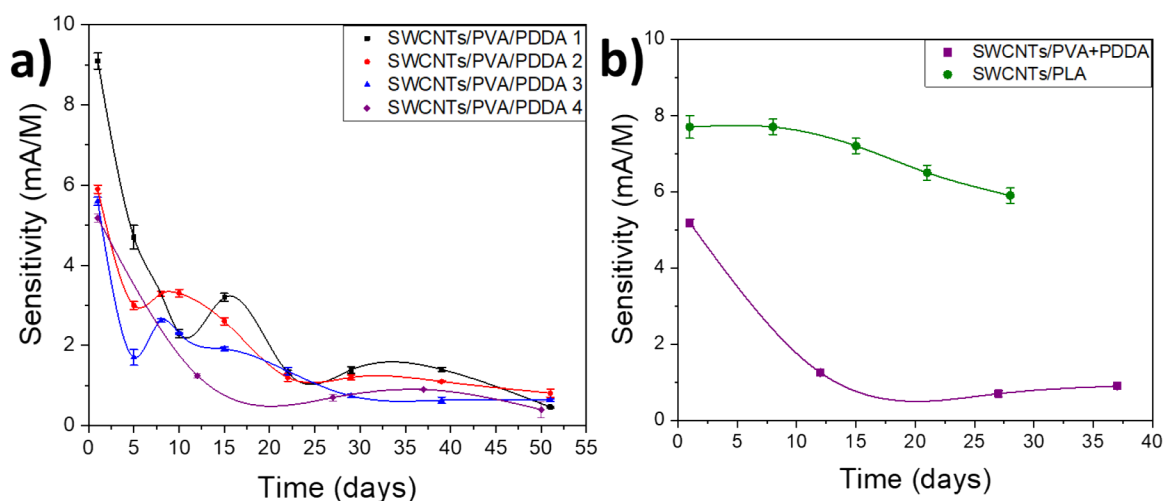 a)
10
8
6
4
2
0
Sensitivity (mA/M)
0 5 10 15 20 25 30 35 40 45 50 55
Time (days)
SWCNTs/PVA/PDDA 1
SWCNTs/PVA/PDDA 2
SWCNTs/PVA/PDDA 3
SWCNTs/PVA/PDDA 4
b)
10
8
6
4
2
0
Sensitivity (mA/M)
0 5 10 15 20 25 30 35 40
Time (days)
SWCNTs/PVA+PDDA
SWCNTs/PLA